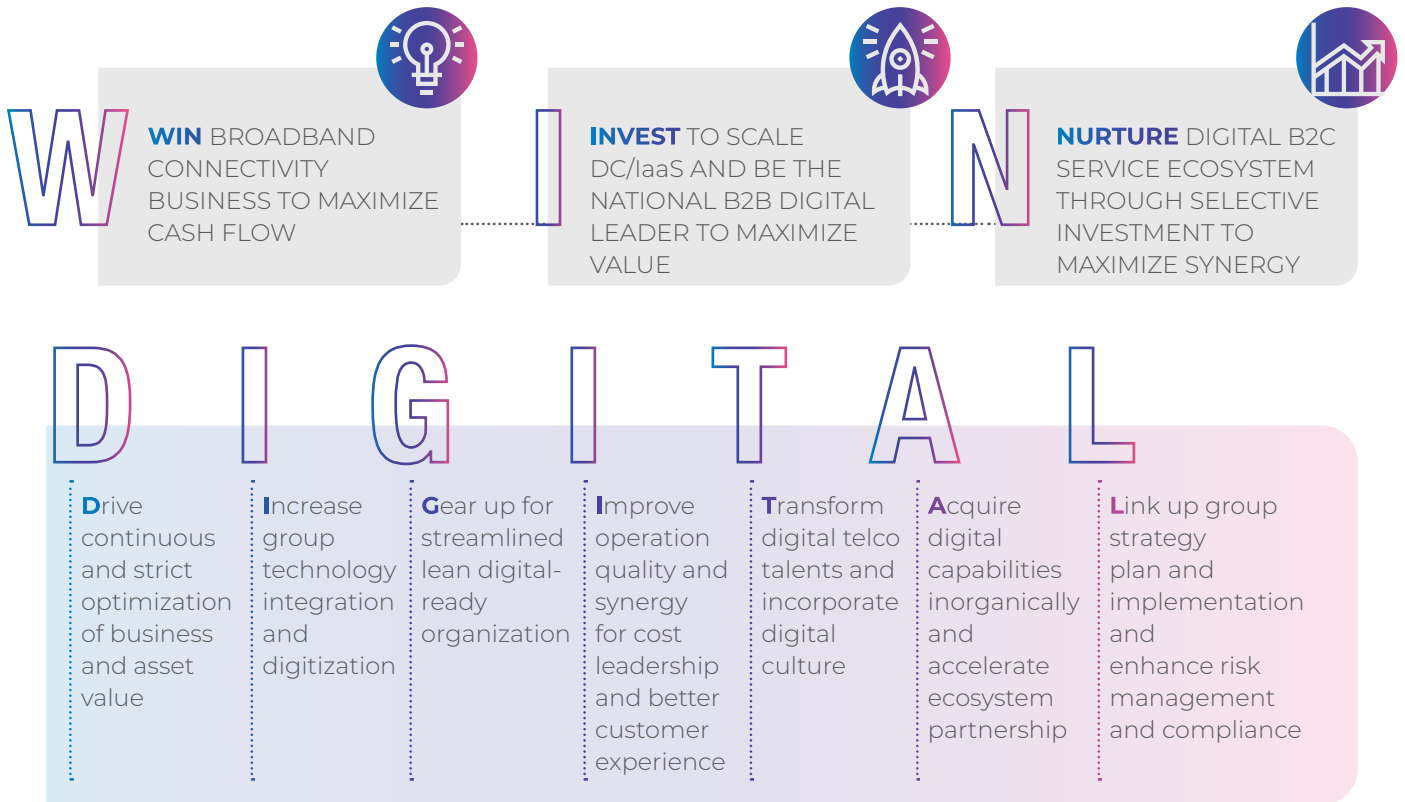 W
WIN BROADBAND
CONNECTIVITY
BUSINESS TO MAXIMIZE
CASH FLOW
I
INVEST TO SCALE
DC/IaaS AND BE THE
NATIONAL B2B DIGITAL
LEADER TO MAXIMIZE
VALUE
N
NURTURE DIGITAL B2C
SERVICE ECOSYSTEM
THROUGH SELECTIVE
INVESTMENT TO
MAXIMIZE SYNERGY
D I G I T A L
Drive
continuous
and strict
optimization
of business
and asset
value
Increase
group
technology
integration
and
digitization
Gear up for
streamlined
lean digital-
ready
organization
Improve
operation
quality and
synergy
for cost
leadership
and better
customer
experience
Transform
digital telco
talents and
incorporate
digital
culture
Acquire
digital
capabilities
inorganically
and
accelerate
ecosystem
partnership
Link up group
strategy
plan and
implementation
and
enhance risk
management
and compliance